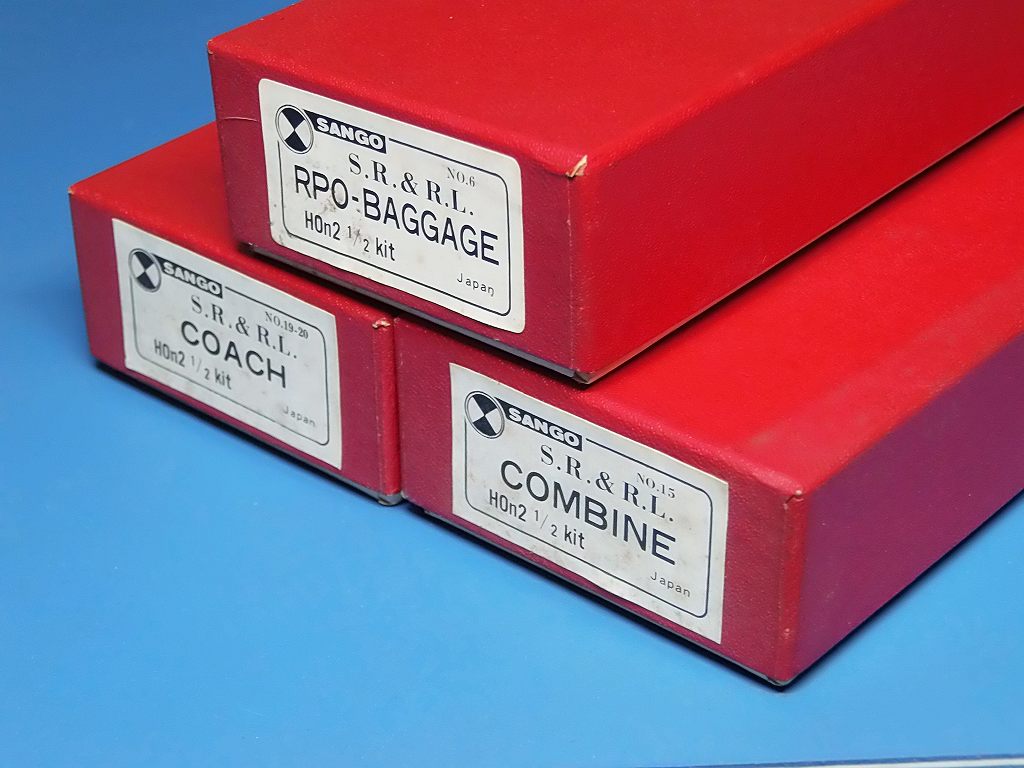 SANGO
NO.6
S.R.& R.L.
RPO-BAGGAGE
HOn2 1/2 kit
Japan
SANGO
NO.19-20
S.R.& R.L.
COACH
HOn2 1/2 kit
Japan
SANGO
NO.15
S.R.& R.L.
COMBINE
HOn2 1/2 kit
Japan